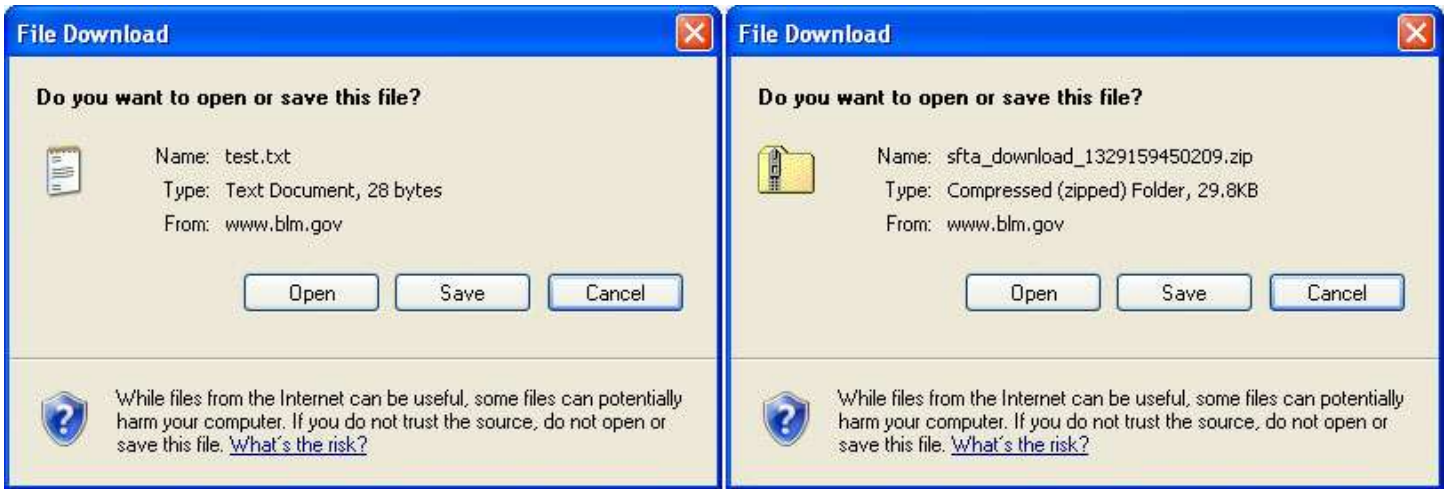 File Download
Do you want to open or save this file?
Name: test.txt
Type: Text Document, 28 bytes
From: www.blm.gov
Open Save Cancel
While files from the Internet can be useful, some files can potentially
harm your computer. If you do not trust the source, do not open or
save this file. What's the risk?
File Download
Do you want to open or save this file?
Name: sfta_download_1329159450209.zip
Type: Compressed (zipped) Folder, 29.8KB
From: www.blm.gov
Open Save Cancel
While files from the Internet can be useful, some files can potentially
harm your computer. If you do not trust the source, do not open or
save this file. What's the risk?